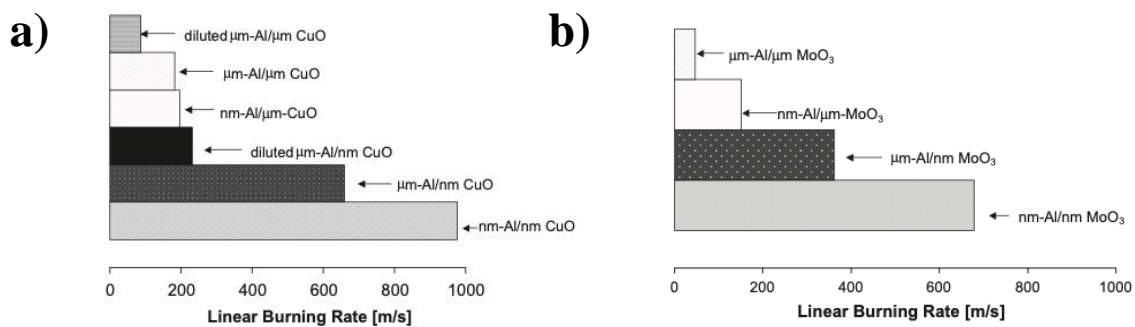 a)
diluted μm-Al/μm CuO
μm-Al/μm CuO
nm-Al/μm-CuO
diluted μm-Al/nm CuO
μm-Al/nm CuO
nm-Al/nm CuO
0 200 400 600 800 1000
Linear Burning Rate [m/s]
b)
μm-Al/μm MoO₃
nm-Al/μm-MoO₃
μm-Al/nm MoO₃
nm-Al/nm MoO₃
0 200 400 600 800 1000
Linear Burning Rate [m/s]